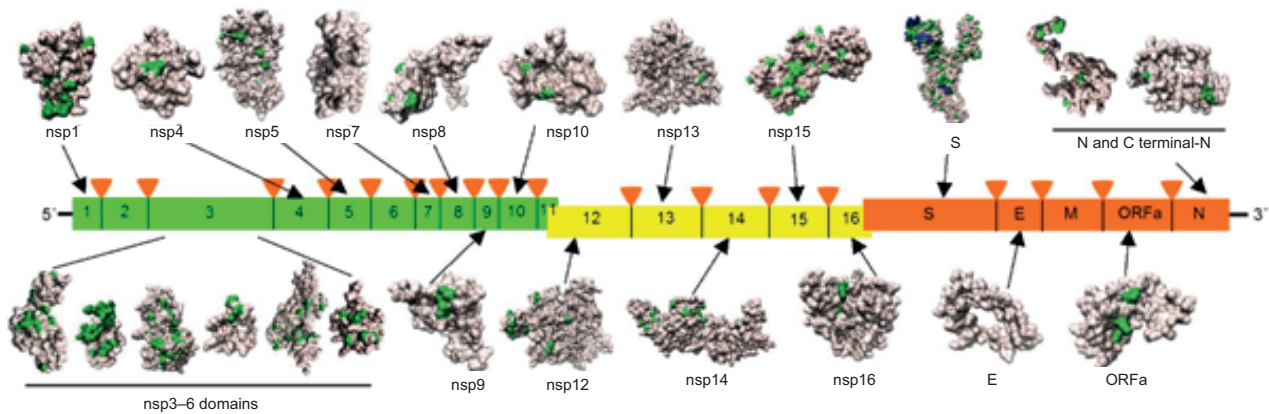 nsp1
nsp4
nsp5
nsp7
nsp8
nsp10
nsp13
nsp15
S
N and C terminal-N
5´
1
2
3
4
5
6
7
8
9
10
11
12
13
14
15
16
S
E
M
ORFa
N
3´
nsp3–6 domains
nsp9
nsp12
nsp14
nsp16
E
ORFa